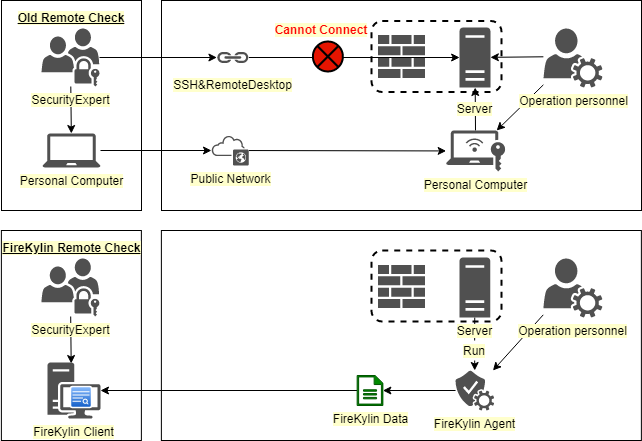 Old Remote Check
Cannot Connect
SecurityExpert
SSH&RemoteDesktop
Server
Operation personnel
Personal Computer
Public Network
Personal Computer
FireKylin Remote Check
SecurityExpert
Server
Operation personnel
Run
FireKylin Client
FireKylin Data
FireKylin Agent